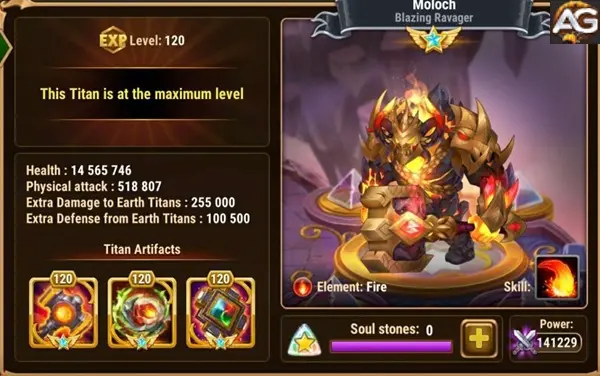 Moloch
Blazing Ravager
AG
EXP Level: 120
This Titan is at the maximum level
Health : 14 565 746
Physical attack : 518 807
Extra Damage to Earth Titans : 255 000
Extra Defense from Earth Titans : 100 500
Titan Artifacts
120 120 120
Element: Fire
Skill:
Soul stones: 0
Power:
141229